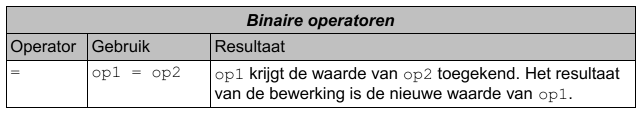 Binaire operatoren
Operator Gebruik Resultaat
= op1 = op2 op1 krijgt de waarde van op2 toegekend. Het resultaat
van de bewerking is de nieuwe waarde van op1.